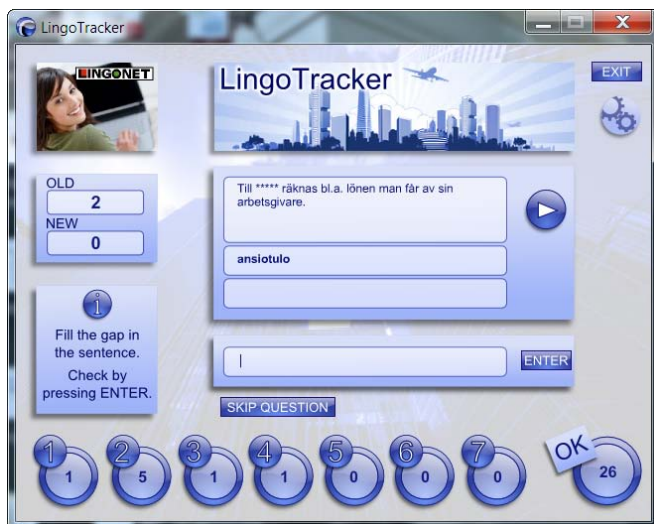 LingoTracker
LINGONET
LingoTracker
EXIT
OLD
2
NEW
0
Till ***** räknas bl.a. lönen man får av sin
arbetsgivare.
ansiotulo
Fill the gap in
the sentence.
Check by
pressing ENTER.
ENTER
SKIP QUESTION
1
1
2
5
3
1
4
1
5
0
6
0
7
0
OK
26